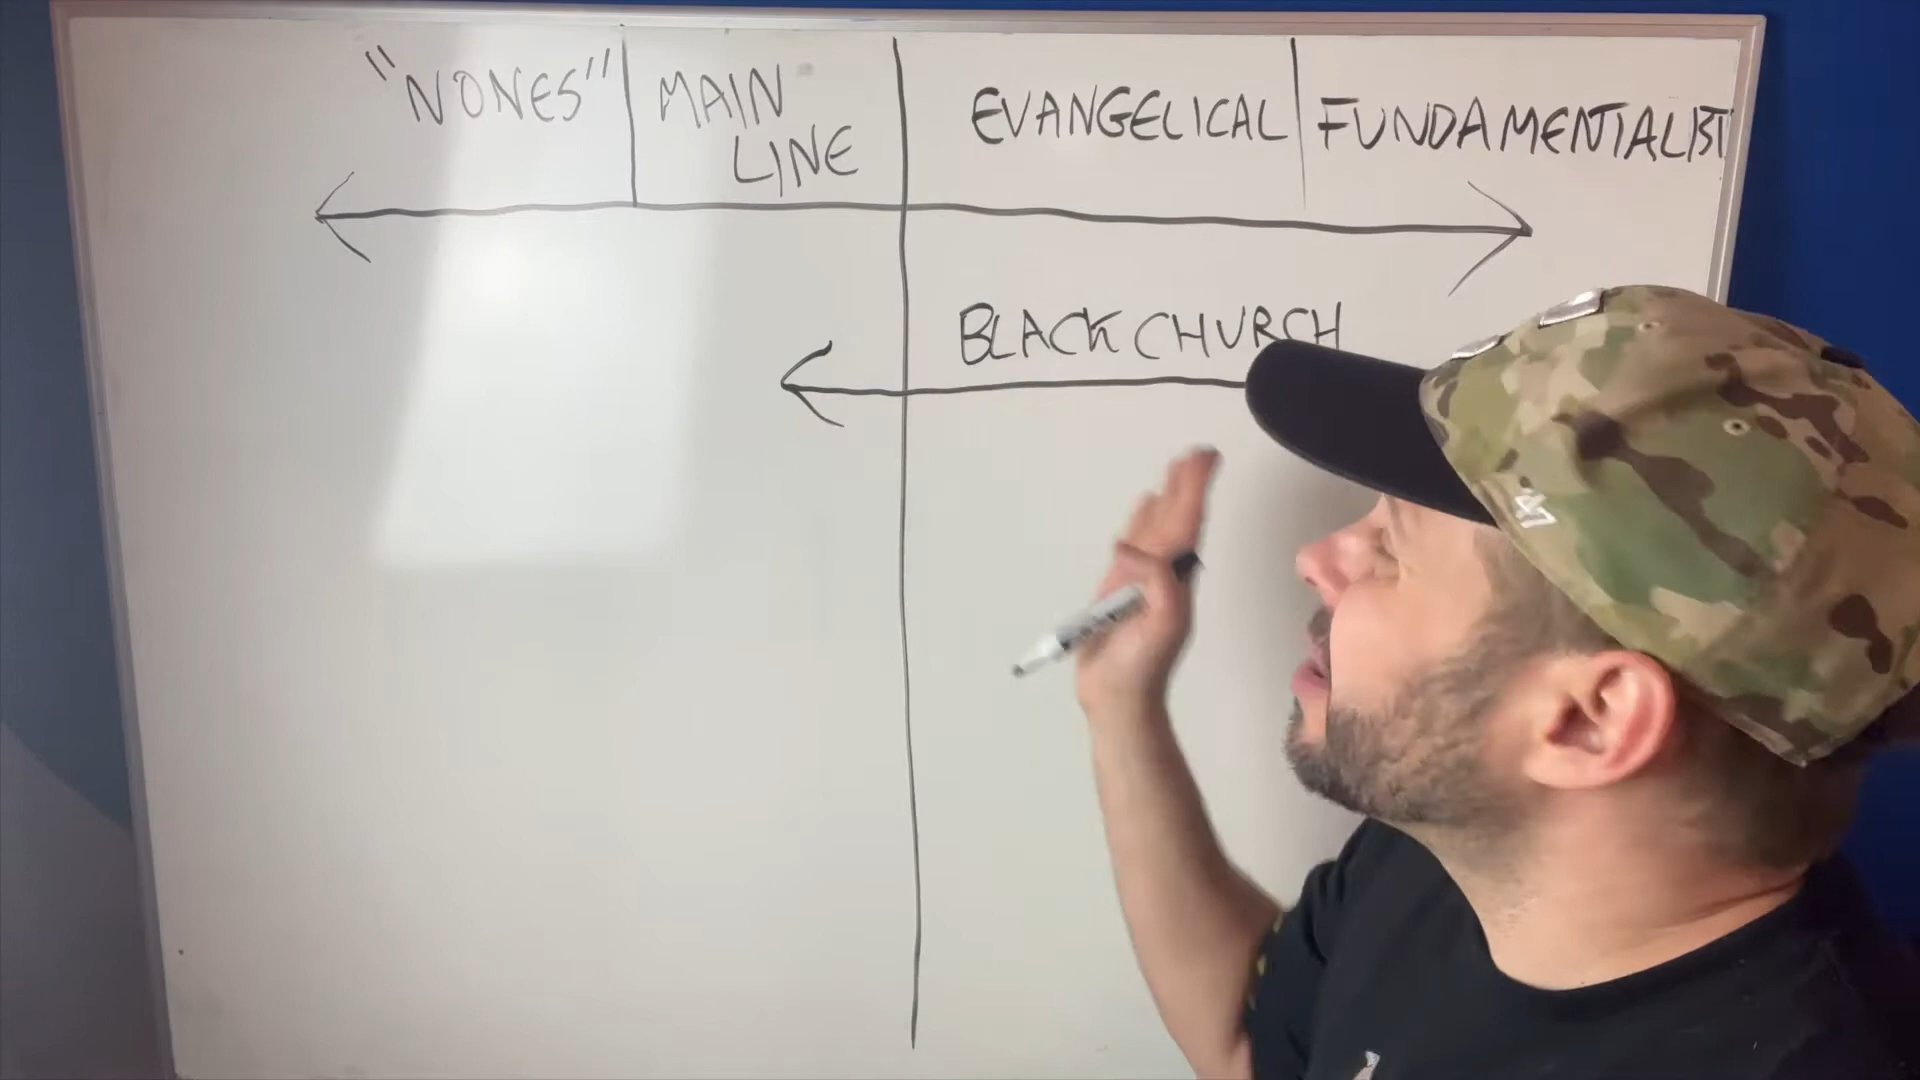 "NONES"
MAIN
LINE
EVANGELICAL
FUNDAMENTALIST
BLACK CHURCH